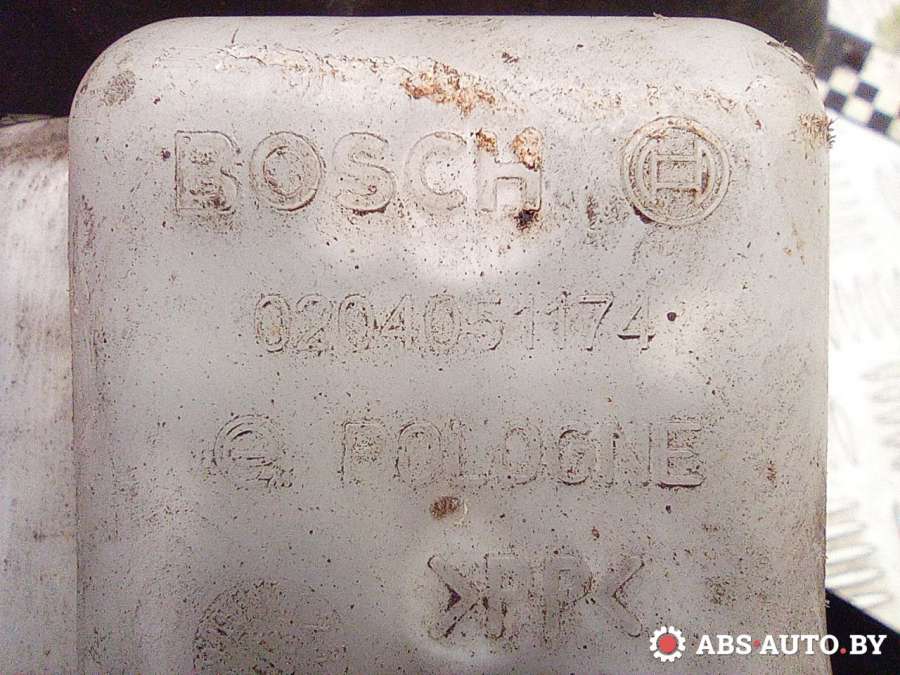 BOSCH
0204051174
POLOGNE
>PP<
ABS-AUTO.BY